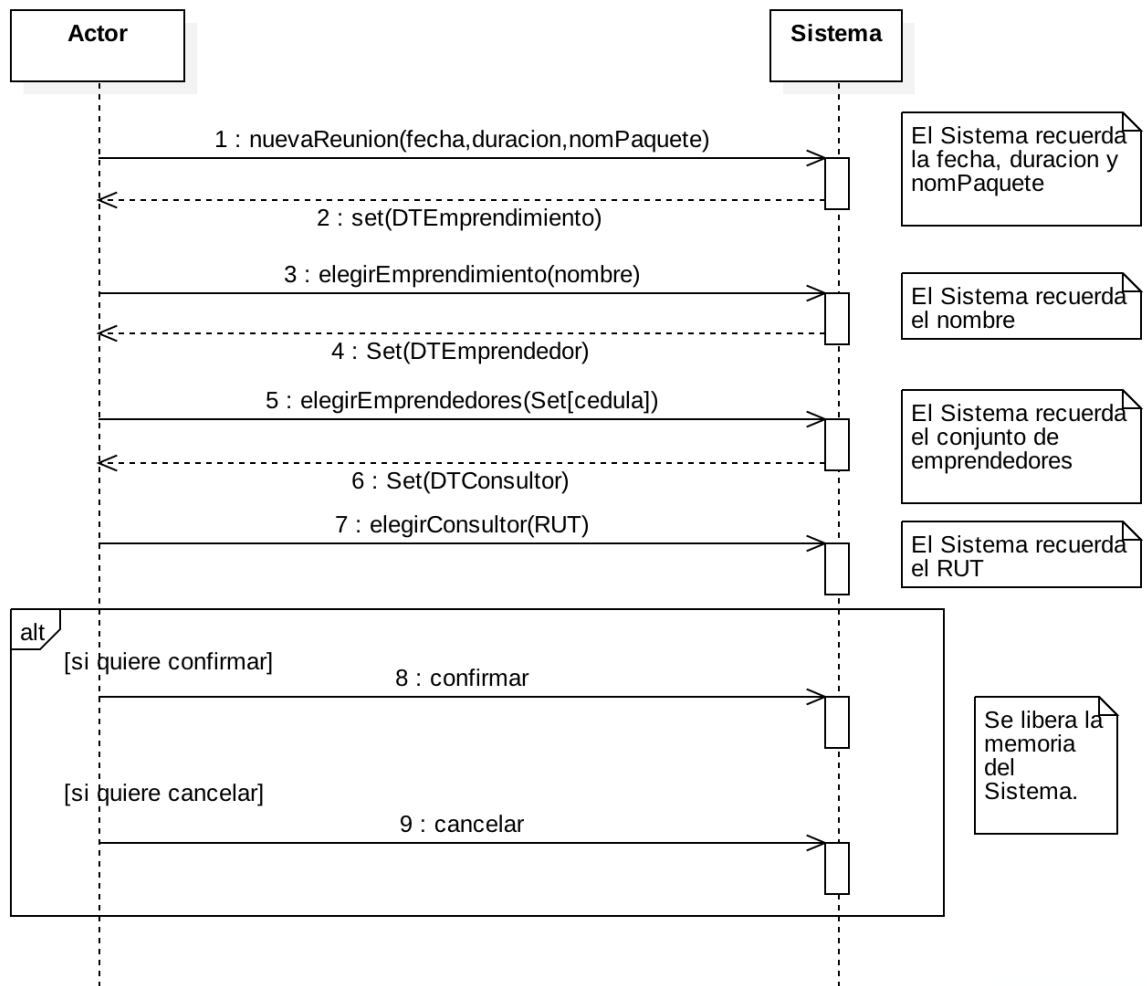 Actor
Sistema
1 : nuevaReunion(fecha,duracion,nomPaquete)
El Sistema recuerda
la fecha, duracion y
nomPaquete
2 : set(DTEmprendimiento)
3 : elegirEmprendimiento(nombre)
El Sistema recuerda
el nombre
4 : Set(DTEmprendedor)
5 : elegirEmprendedores(Set[cedula])
El Sistema recuerda
el conjunto de
emprendedores
6 : Set(DTConsultor)
7 : elegirConsultor(RUT)
El Sistema recuerda
el RUT
alt
[si quiere confirmar]
8 : confirmar
Se libera la
memoria
del
Sistema.
[si quiere cancelar]
9 : cancelar